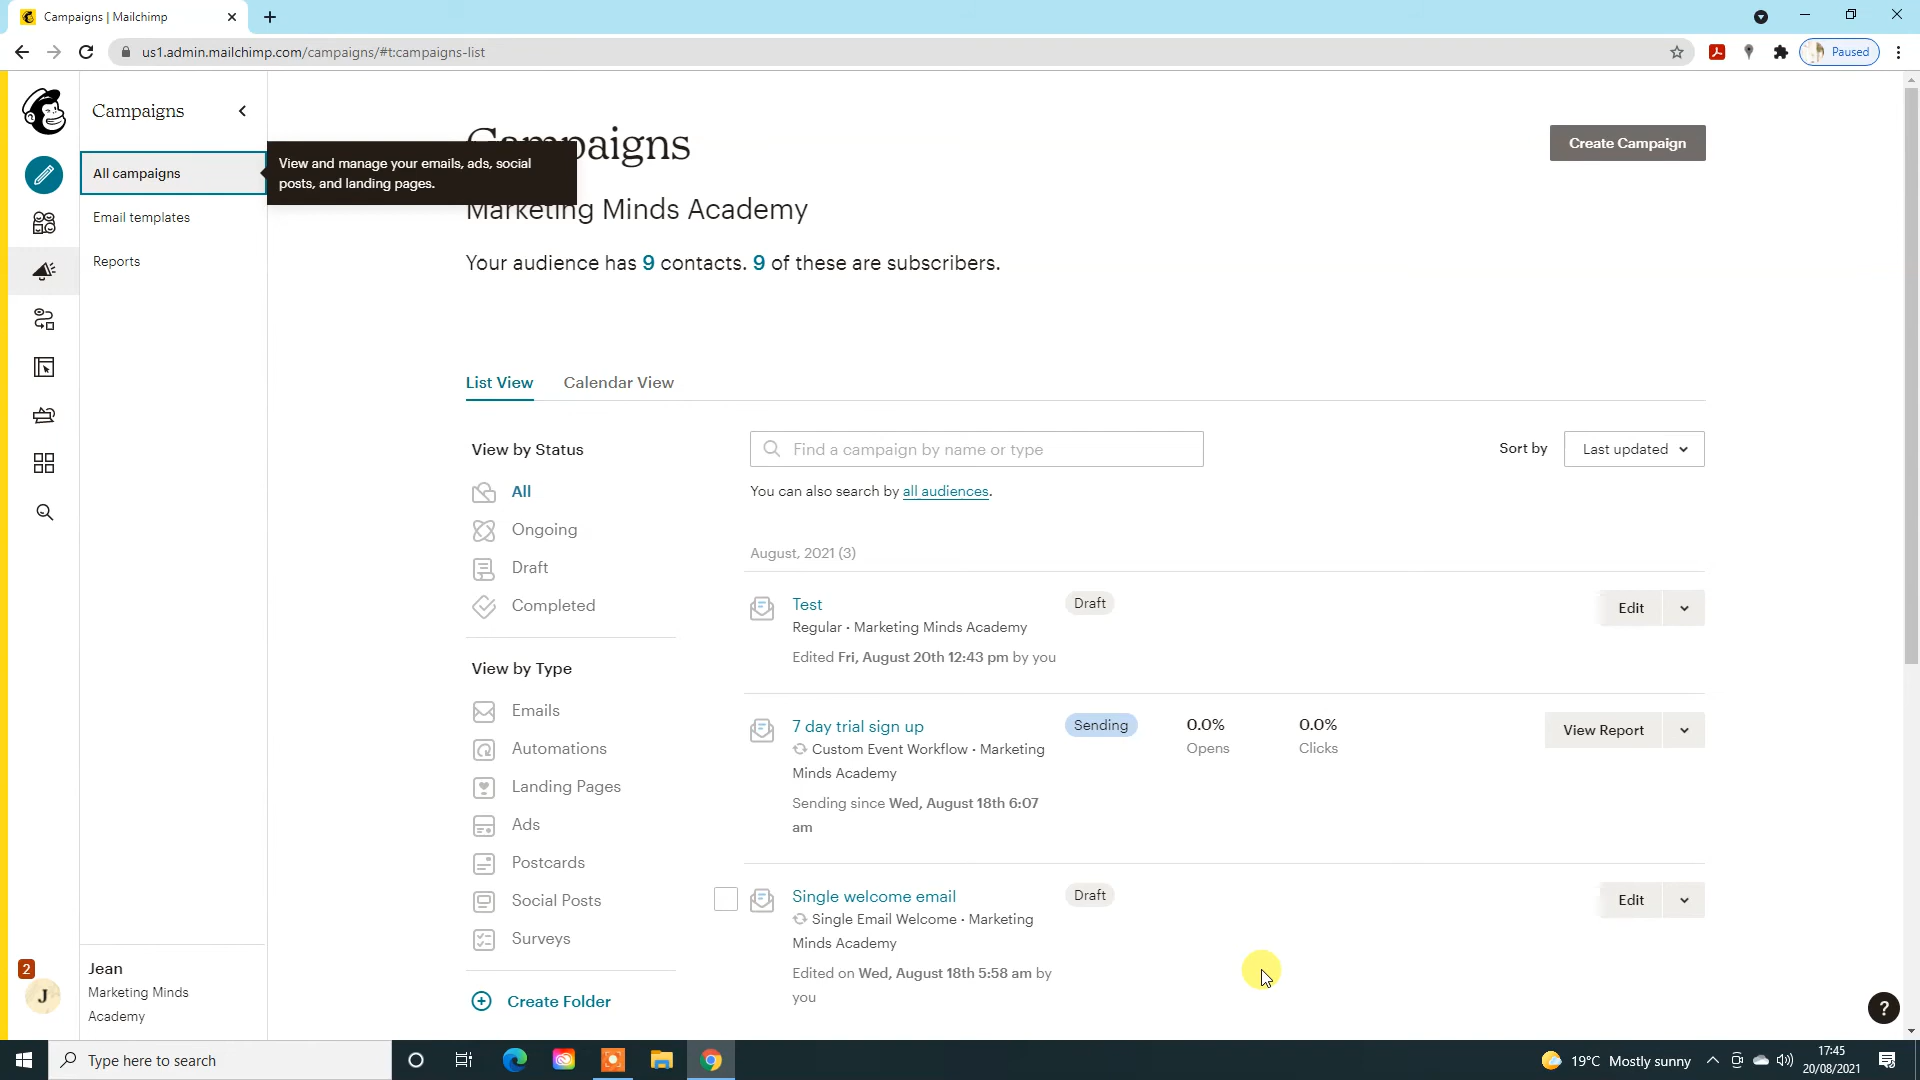 Campaigns | Mailchimp
us1.admin.mailchimp.com/campaigns/#t:campaigns-list
Paused
Campaigns
All campaigns
Email templates
Reports
View and manage your emails, ads, social
posts, and landing pages.
Campaigns
Create Campaign
Marketing Minds Academy
Your audience has 9 contacts. 9 of these are subscribers.
List View
Calendar View
View by Status
All
Ongoing
Draft
Completed
View by Type
Emails
Automations
Landing Pages
Ads
Postcards
Social Posts
Surveys
Create Folder
Find a campaign by name or type
Sort by
Last updated
You can also search by all audiences.
August, 2021 (3)
Test
Draft
Edit
Regular · Marketing Minds Academy
Edited Fri, August 20th 12:43 pm by you
7 day trial sign up
Sending
0.0%
Opens
0.0%
Clicks
View Report
Custom Event Workflow · Marketing
Minds Academy
Sending since Wed, August 18th 6:07
am
Single welcome email
Draft
Edit
Single Email Welcome · Marketing
Minds Academy
Edited on Wed, August 18th 5:58 am by
you
2
J
Jean
Marketing Minds
Academy
?
Type here to search
19°C Mostly sunny
17:45
20/08/2021